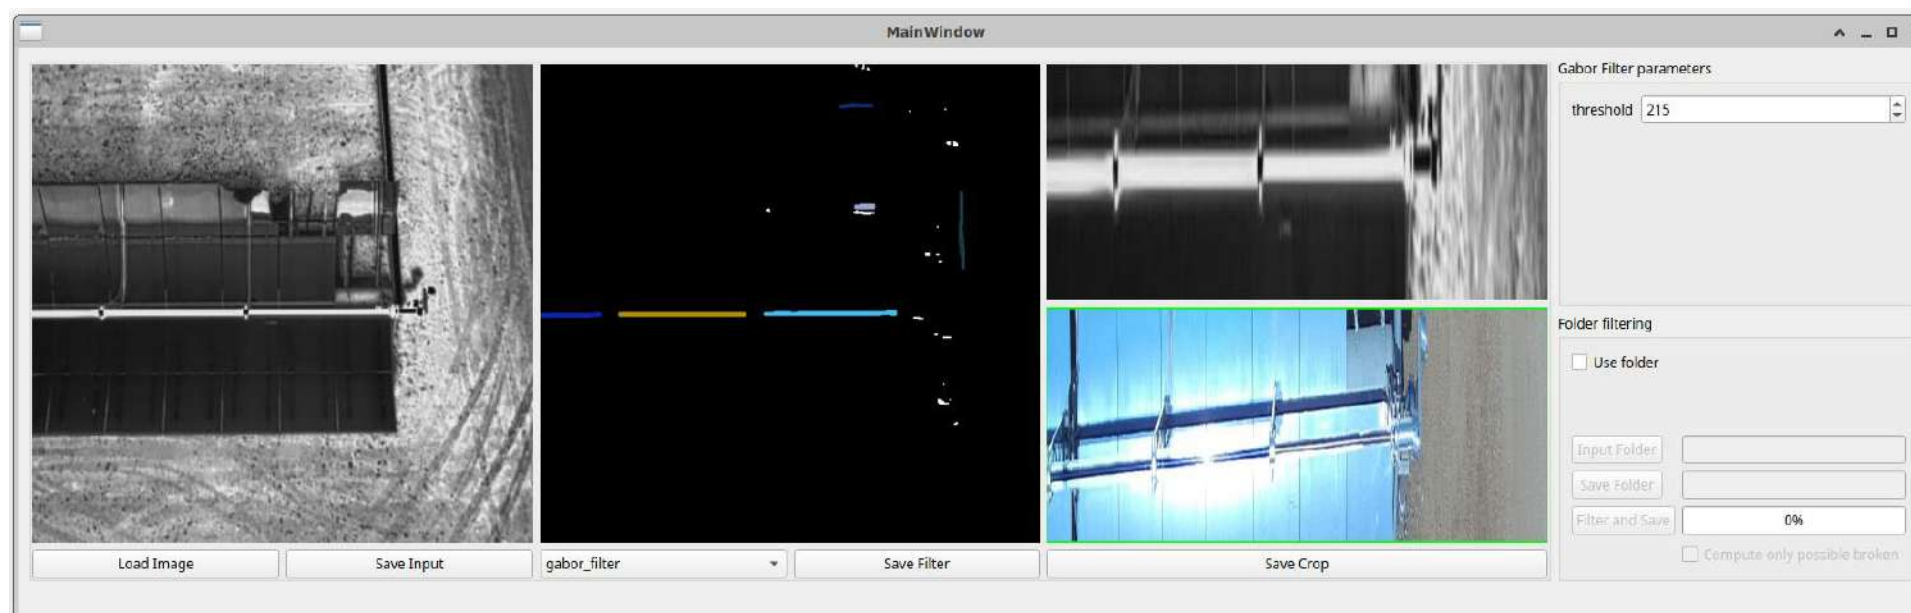 MainWindow
Gabor Filter parameters
threshold 215
Folder filtering
Use folder
Input Folder
Save Folder
Filter and Save 0%
Compute only possible broken
Load Image Save Input gabor_filter Save Filter Save Crop